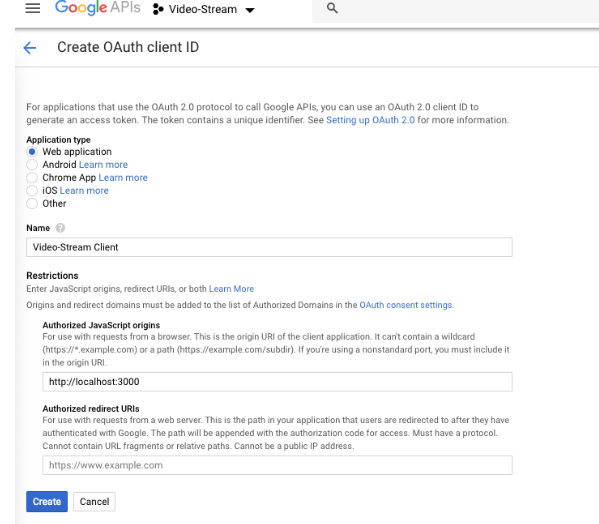 Google APIs Video-Stream
Create OAuth client ID
For applications that use the OAuth 2.0 protocol to call Google APIs, you can use an OAuth 2.0 client ID to
generate an access token. The token contains a unique identifier. See Setting up OAuth 2.0 for more information.
Application type
Web application
Android Learn more
Chrome App Learn more
iOS Learn more
Other
Name
Video-Stream Client
Restrictions
Enter JavaScript origins, redirect URIs, or both Learn More
Origins and redirect domains must be added to the list of Authorized Domains in the OAuth consent settings.
Authorized JavaScript origins
For use with requests from a browser. This is the origin URI of the client application. It can't contain a wildcard
(https://*.example.com) or a path (https://example.com/subdir). If you're using a nonstandard port, you must include it
in the origin URI.
http://localhost:3000
Authorized redirect URIs
For use with requests from a web server. This is the path in your application that users are redirected to after they have
authenticated with Google. The path will be appended with the authorization code for access. Must have a protocol.
Cannot contain URL fragments or relative paths. Cannot be a public IP address.
https://www.example.com
Create Cancel